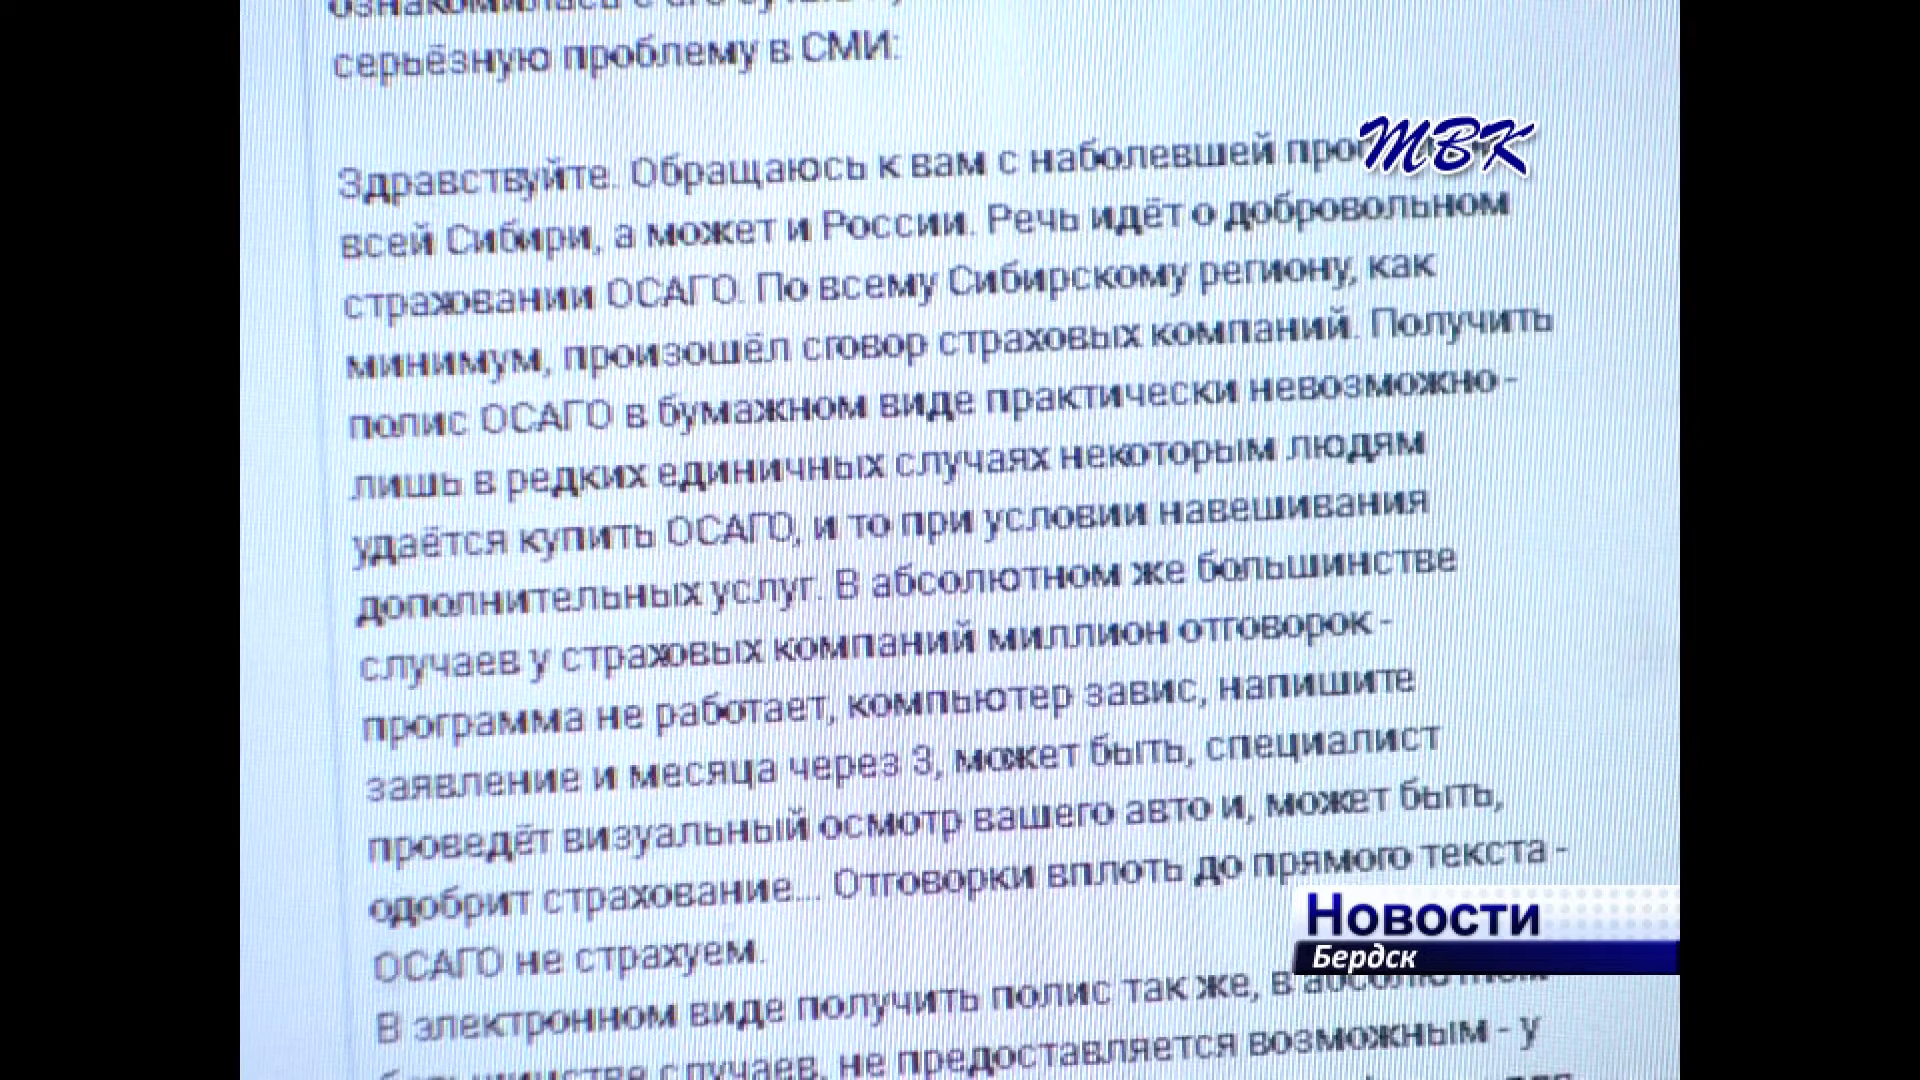 серьёзную проблему в СМИ:
ТВК
Здравствуйте. Обращаюсь к вам с наболевшей
всей Сибири, а может и России. Речь идёт о добровольном
страховании ОСАГО. По всему Сибирскому региону, как
минимум, произошёл сговор страховых компаний. Получить
полис ОСАГО в бумажном виде практически невозможно -
лишь в редких единичных случаях некоторым людям
удаётся купить ОСАГО, и то при условии навешивания
дополнительных услуг. В абсолютном же большинстве
случаев у страховых компаний миллион отговорок -
программа не работает, компьютер завис, напишите
заявление и месяца через 3, может быть, специалист
проведёт визуальный осмотр вашего авто и, может быть,
одобрит страхование... Отговорки вплоть до прямого текста -
ОСАГО не страхуем.
Новости
Бердск
В электронном виде получить полис так же, в
случаев, не предоставляется возможным - у